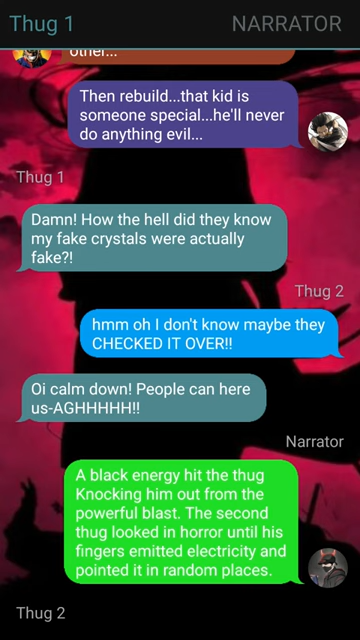 Thug 1
NARRATOR
other...
Then rebuild...that kid is
someone special...he'll never
do anything evil...
Thug 1
Damn! How the hell did they know
my fake crystals were actually
fake?!
Thug 2
hmm oh I don't know maybe they
CHECKED IT OVER!!
Oi calm down! People can here
us-AGHHHHH!!
Narrator
A black energy hit the thug
Knocking him out from the
powerful blast. The second
thug looked in horror until his
fingers emitted electricity and
pointed it in random places.
Thug 2